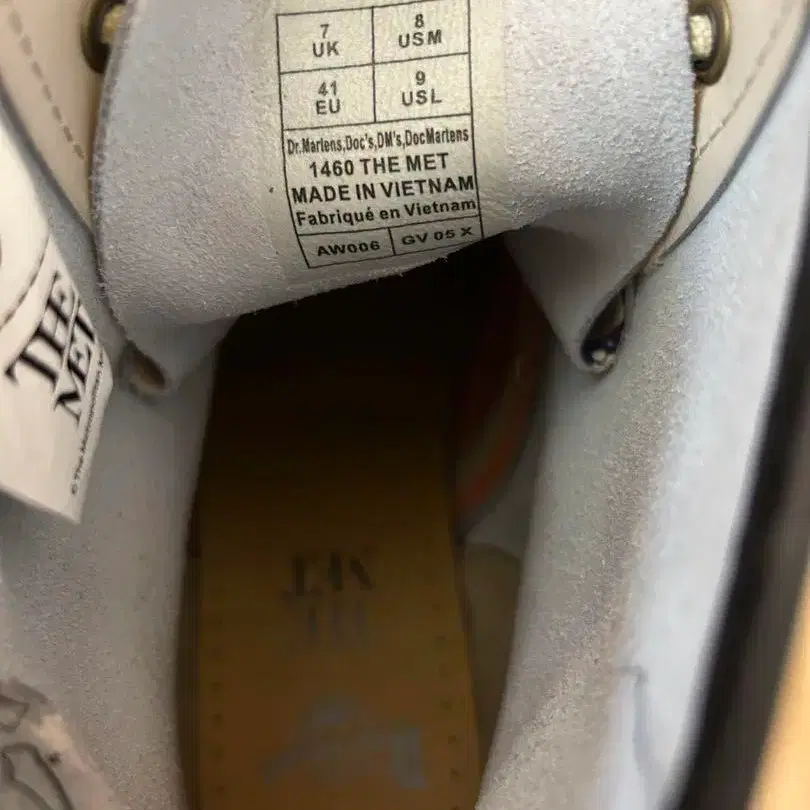 7 8
UK USM
41 9
EU USL
Dr.Martens,Doc's,DM's,DocMartens
1460 THE MET
MADE IN VIETNAM
Fabriqué en Vietnam
AW006 GV 05 X
THE
MET
©The